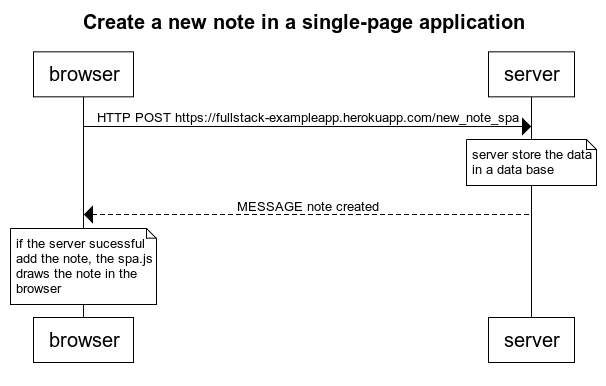 Create a new note in a single-page application
browser
server
HTTP POST https://fullstack-exampleapp.herokuapp.com/new_note_spa
server store the data
in a data base
MESSAGE note created
if the server sucessful
add the note, the spa.js
draws the note in the
browser
browser
server